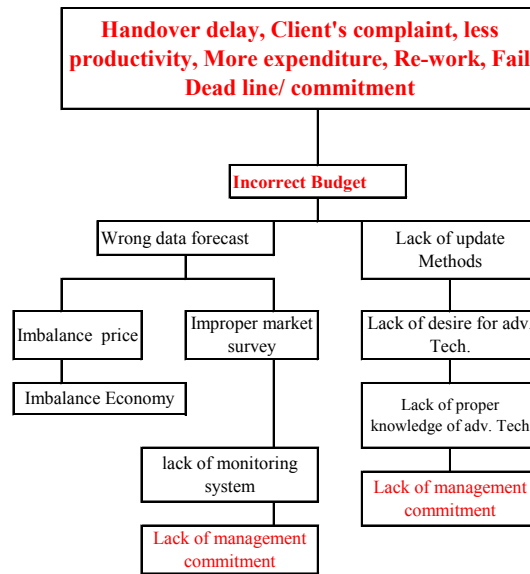 Handover delay, Client's complaint, less
productivity, More expenditure, Re-work, Fail
Dead line/ commitment
Incorrect Budget
Wrong data forecast
Lack of update
Methods
Imbalance price
Improper market
survey
Lack of desire for adv.
Tech.
Imbalance Economy
Lack of proper
knowledge of adv. Tech
lack of monitoring
system
Lack of management
commitment
Lack of management
commitment